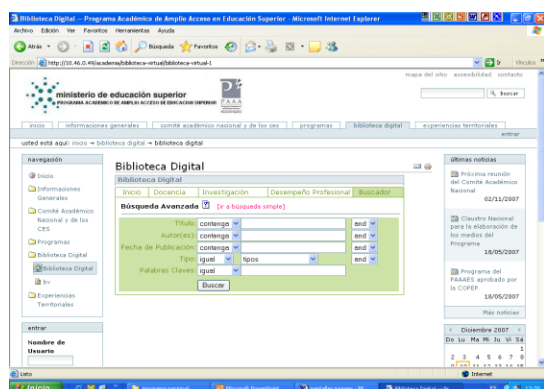 Biblioteca Digital — Programa Académico de Amplio Acceso en Educación Superior - Microsoft Internet Explorer
Archivo Edición Ver Favoritos Herramientas Ayuda
Atrás Búsqueda Favoritos
Dirección http://10.46.0.49/academia/biblioteca-virtual/biblioteca-virtual-1 Ir Vínculos
mapa del sitio accesibilidad contacto
ministerio de educación superior
PROGRAMA ACADEMICO DE AMPLIO ACCESO DE EDUCACION SUPERIOR
PAAA
buscar
inicio informaciones generales comité académico nacional y de los ces programas biblioteca digital experiencias territoriales
entrar
usted está aquí: inicio → biblioteca digital → biblioteca digital
navegación
Inicio
Informaciones
Generales
Comité Académico
Nacional y de los
CES
Programas
Biblioteca Digital
Biblioteca Digital
bv
Experiencias
Territoriales
entrar
Nombre de
Usuario
Biblioteca Digital
Biblioteca Digital
Inicio Docencia Investigación Desempeño Profesional Buscador
Búsqueda Avanzada [ir a búsqueda simple]
Título: contenga and
Autor(es): contenga and
Fecha de Publicación: contenga and
Tipo: igual tipos and
Palabras Claves: igual
Buscar
últimas noticias
Próxima reunión
del Comité Académico
Nacional
02/11/2007
Claustro Nacional
para la elaboración de
los medios del
Programa
18/05/2007
Programa del
PAAAES aprobado por
la COPEP
18/05/2007
Más noticias
Diciembre 2007
Do Lu Ma Mi Ju Vi Sá
1
2 3 4 5 6 7 8
Listo Internet
Inicio